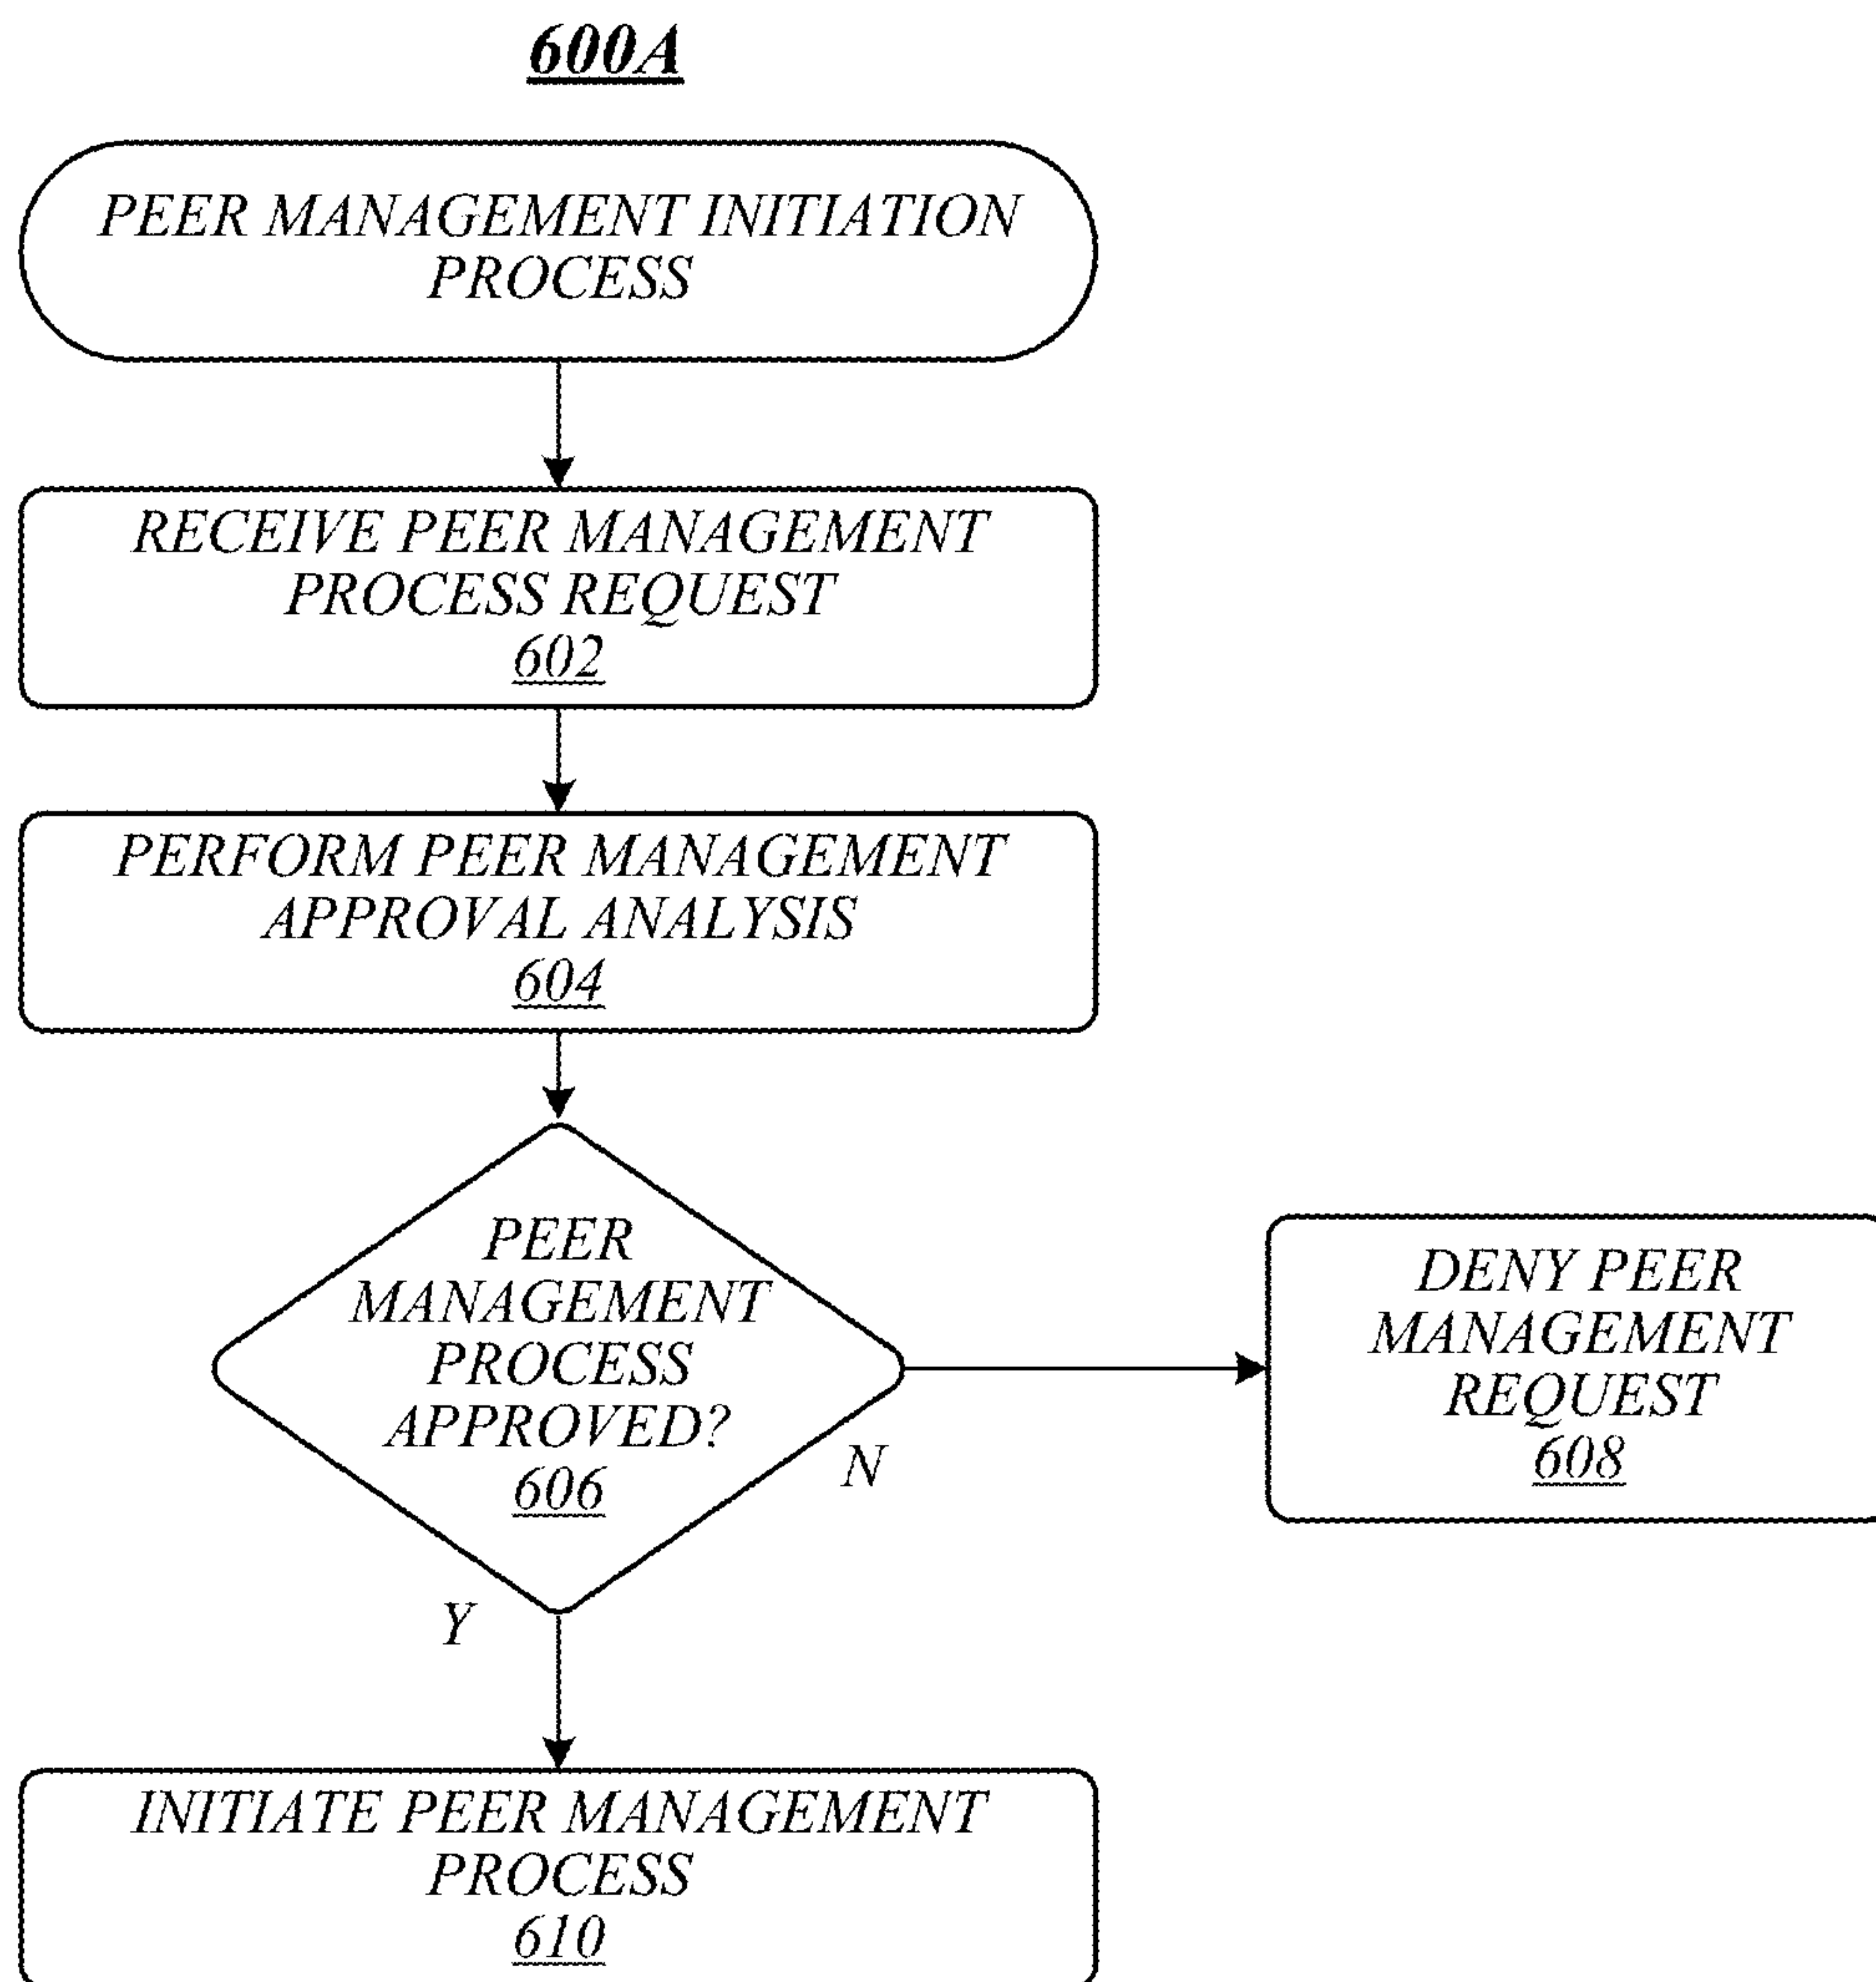 600A
PEER MANAGEMENT INITIATION
PROCESS
RECEIVE PEER MANAGEMENT
PROCESS REQUEST
602
PERFORM PEER MANAGEMENT
APPROVAL ANALYSIS
604
PEER
MANAGEMENT
PROCESS
APPROVED?
606
N
DENY PEER
MANAGEMENT
REQUEST
608
Y
INITIATE PEER MANAGEMENT
PROCESS
610